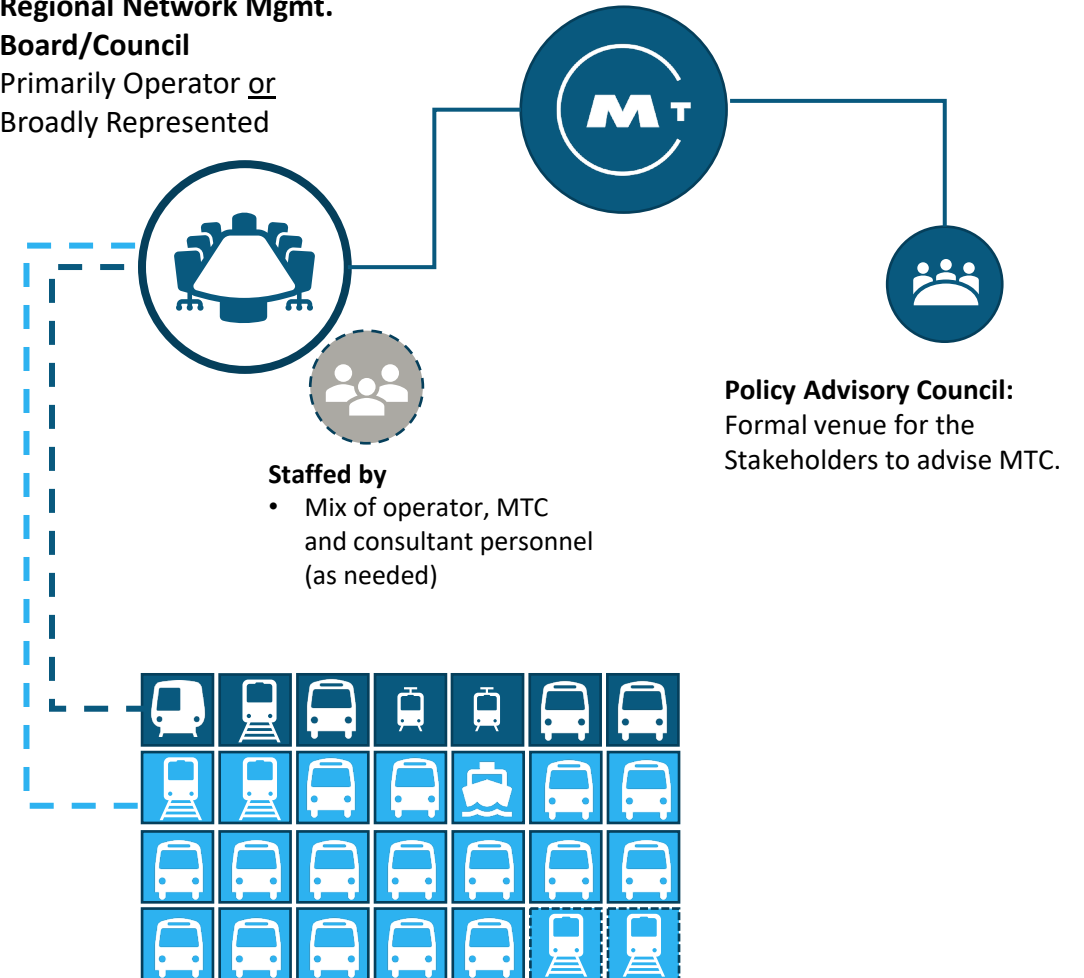 Regional Network Mgmt.
Board/Council
Primarily Operator or
Broadly Represented
M T
Policy Advisory Council:
Formal venue for the
Stakeholders to advise MTC.
Staffed by
• Mix of operator, MTC
and consultant personnel
(as needed)